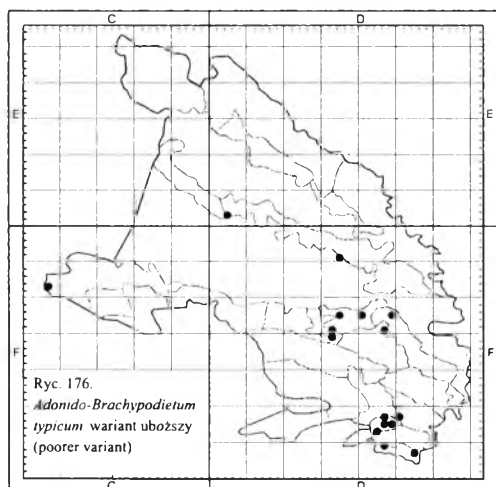 C D
E E
F F
Ryc. 176.
Adonido-Brachypodietum
typicum wariant uboższy
(poorer variant)
C D